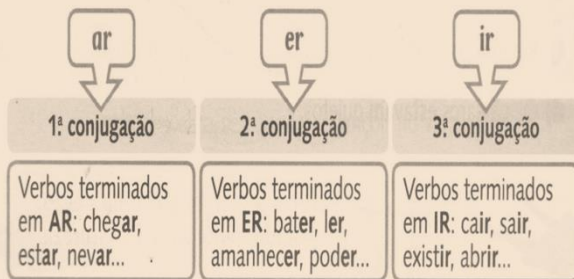 ar
er
ir
1ª conjugação
2ª conjugação
3ª conjugação
Verbos terminados
em AR: chegar,
estar, nevar...
Verbos terminados
em ER: bater, ler,
amanhecer, poder...
Verbos terminados
em IR: cair, sair,
existir, abrir...